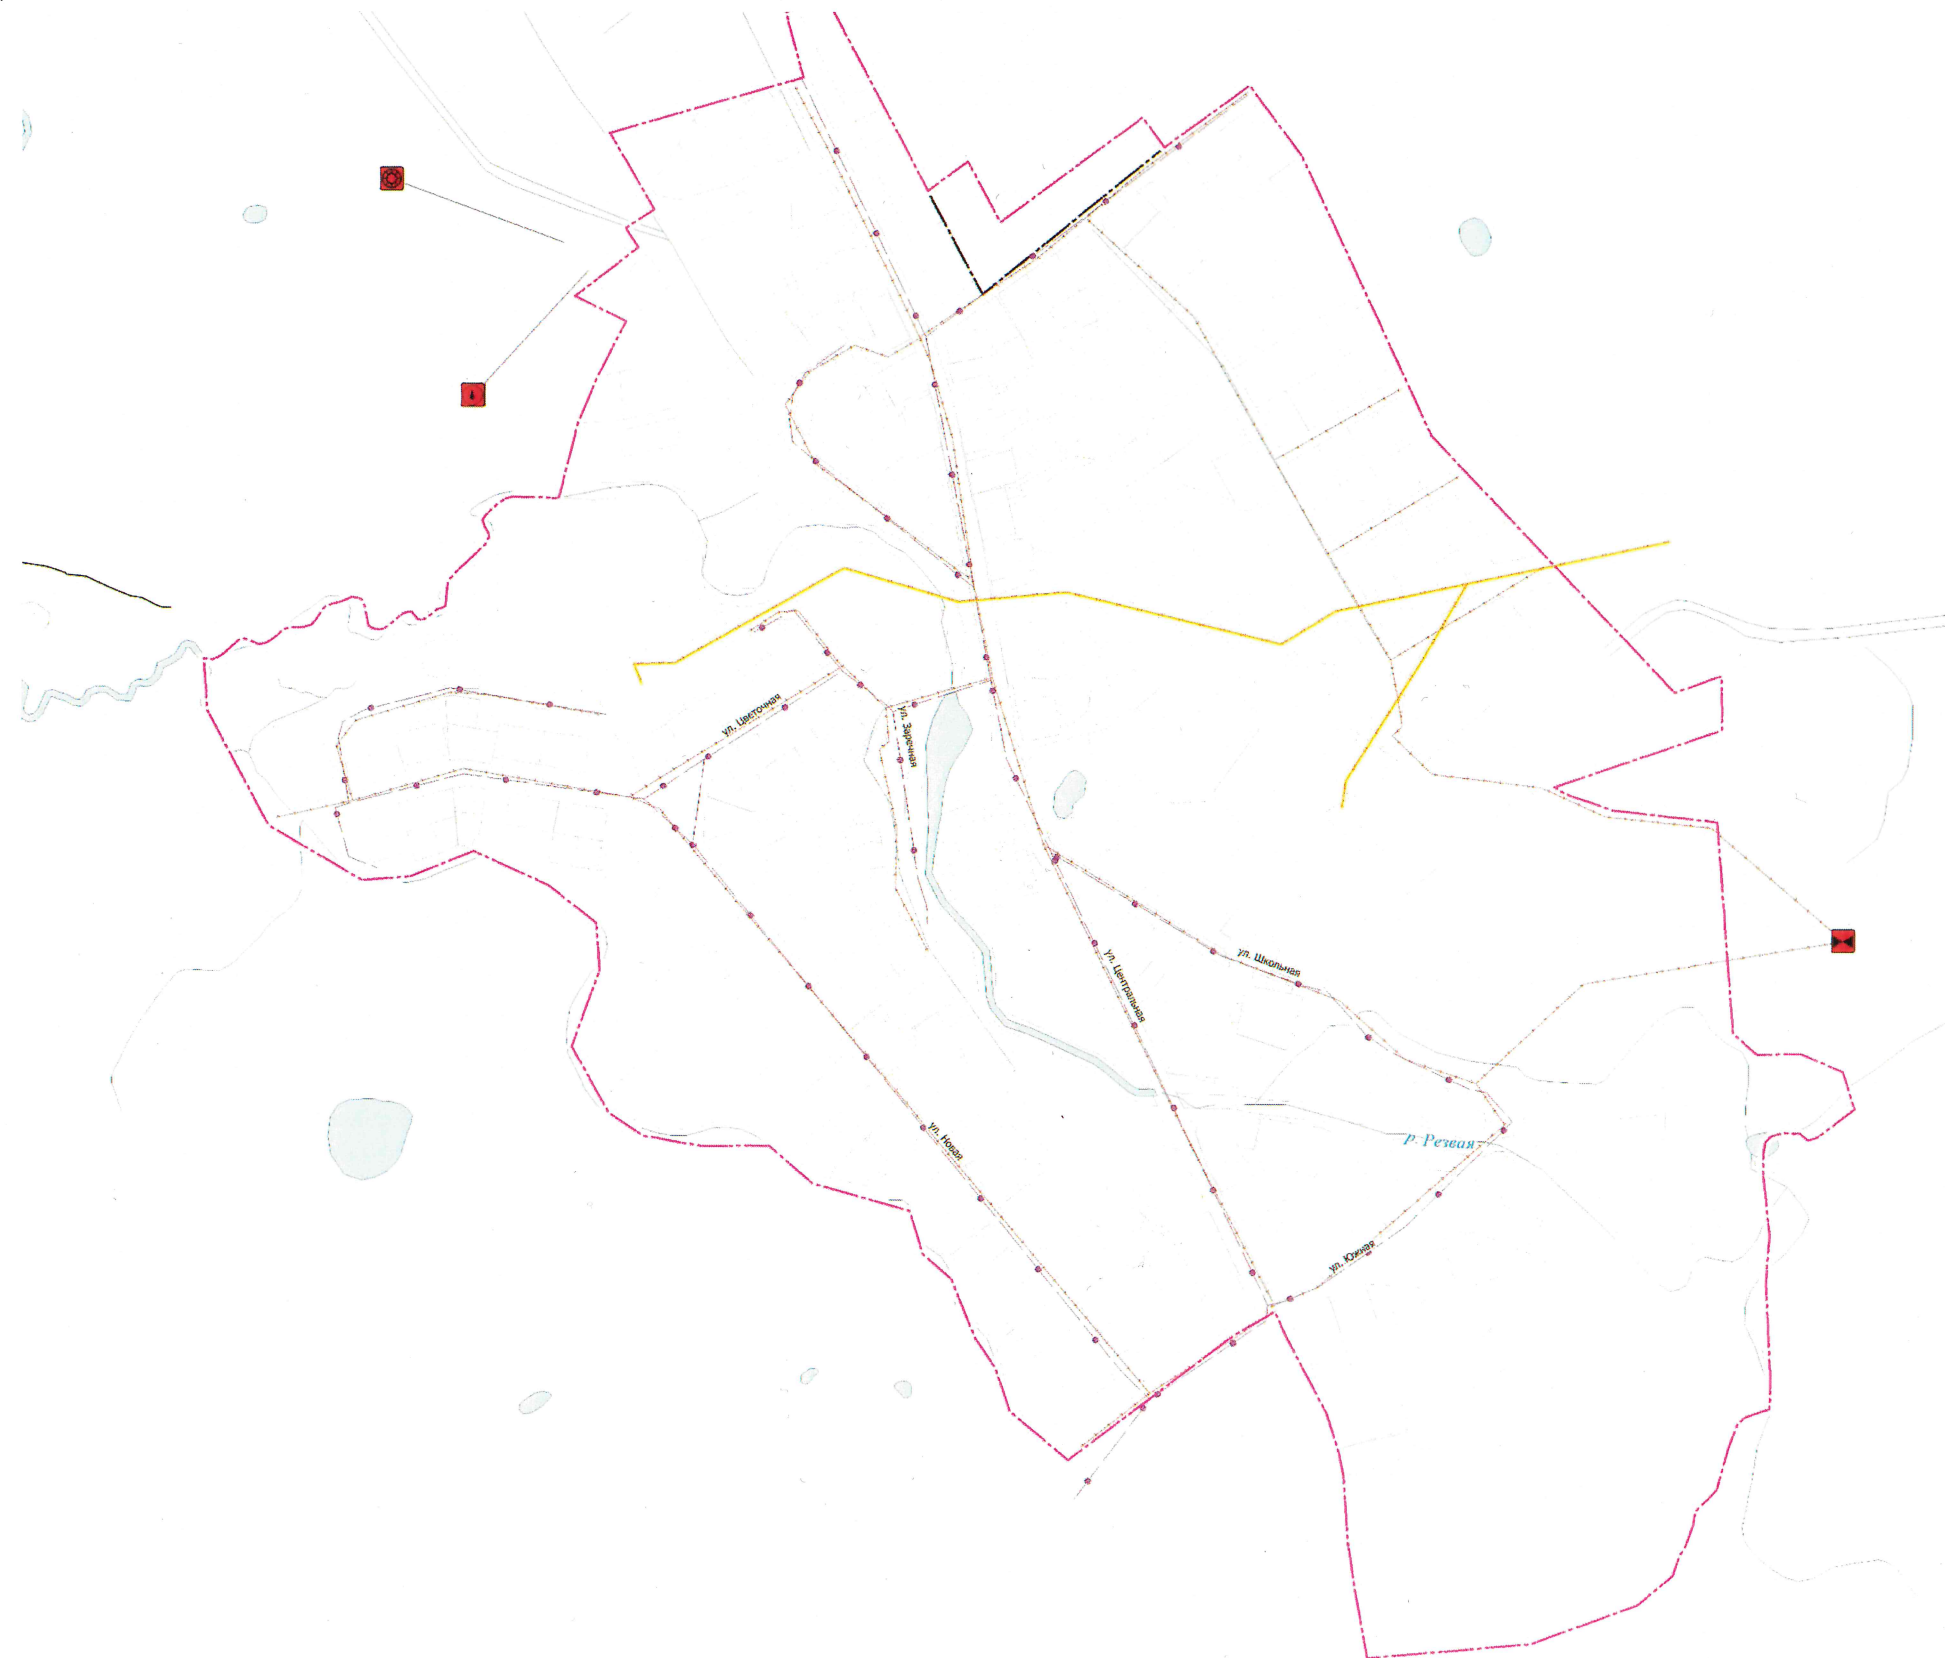 ул. Цветочная
ул. Заречная
ул. Школьная
ул. Центральная
р. Резвая
ул. Новая
ул. Южная